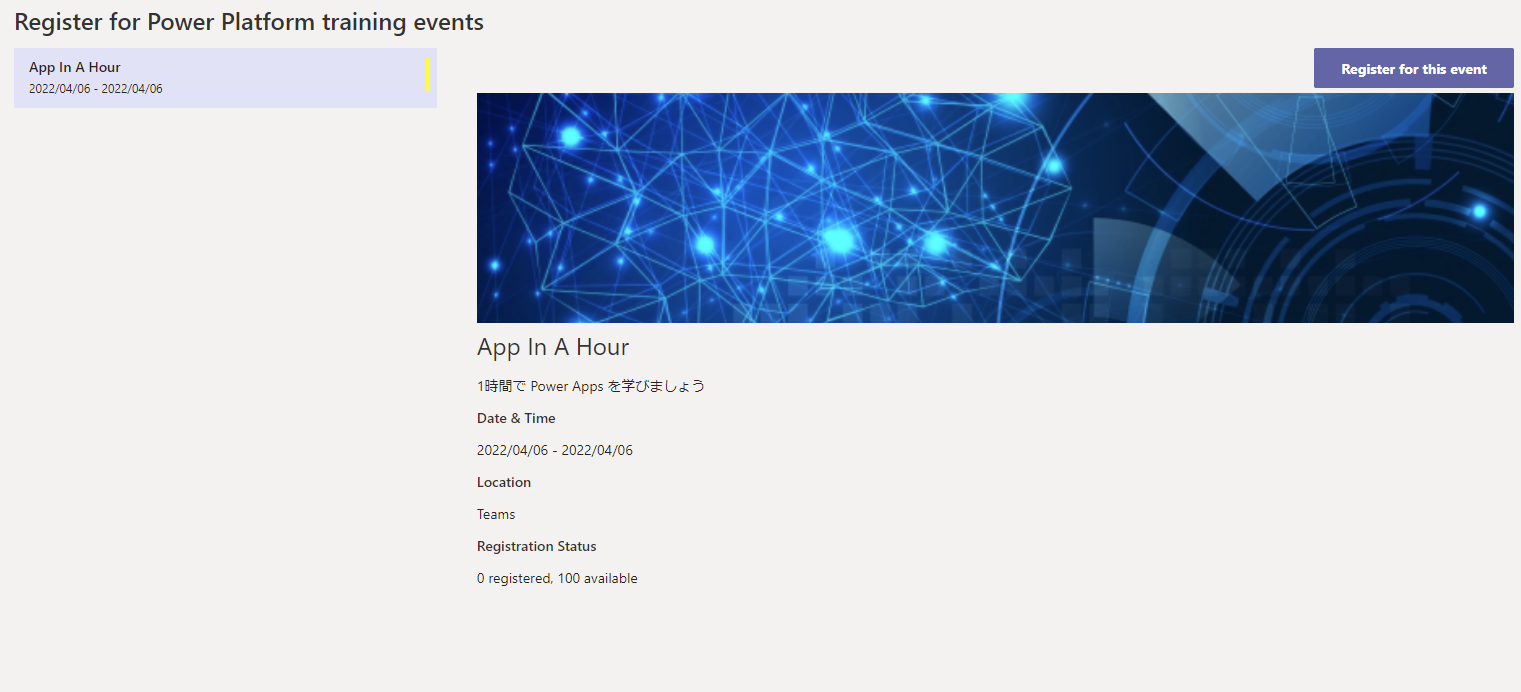 Register for Power Platform training events
App In A Hour
2022/04/06 - 2022/04/06
Register for this event
App In A Hour
1時間で Power Apps を学びましょう
Date & Time
2022/04/06 - 2022/04/06
Location
Teams
Registration Status
0 registered, 100 available